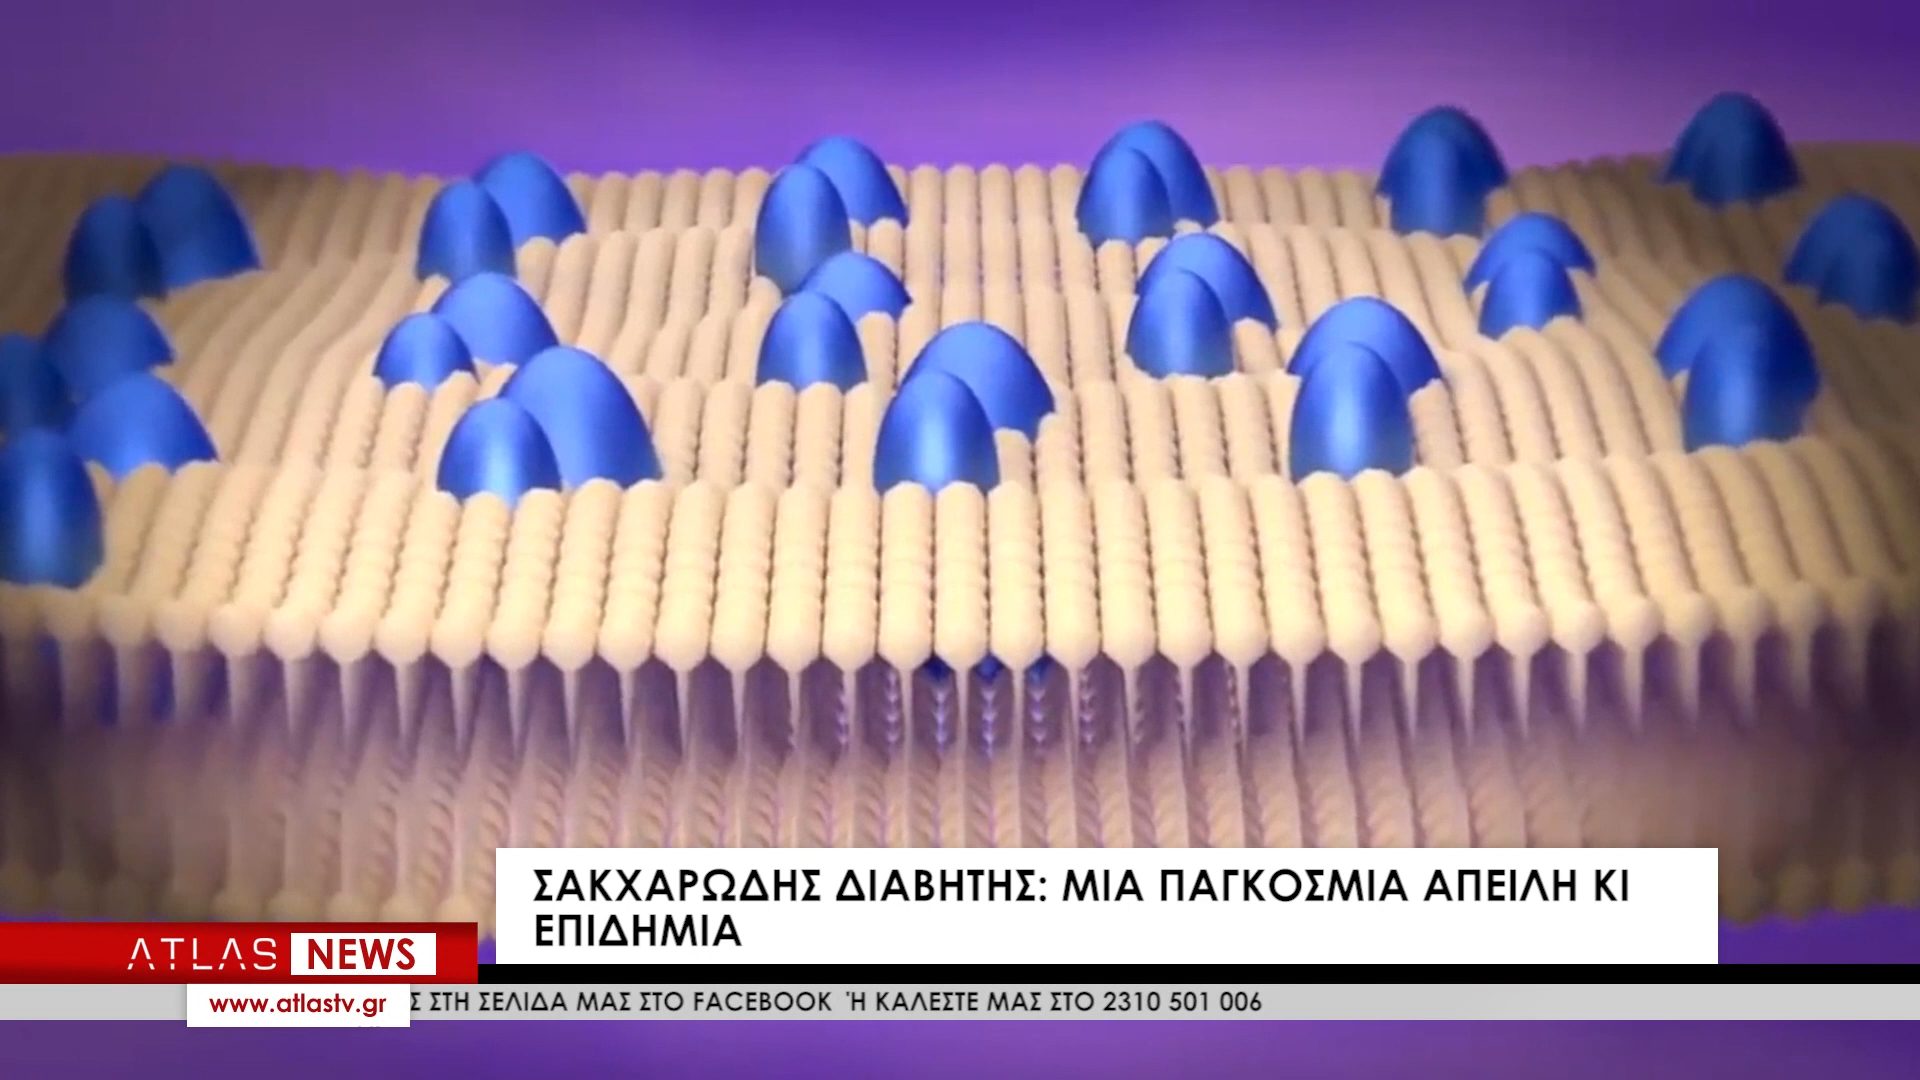 ΣΑΚΧΑΡΩΔΗΣ ΔΙΑΒΗΤΗΣ: ΜΙΑ ΠΑΓΚΟΣΜΙΑ ΑΠΕΙΛΗ ΚΙ
ΕΠΙΔΗΜΙΑ
ATLAS NEWS
www.atlastv.gr
Σ ΣΤΗ ΣΕΛΙΔΑ ΜΑΣ ΣΤΟ FACEBOOK Ή ΚΑΛΕΣΤΕ ΜΑΣ ΣΤΟ 2310 501 006